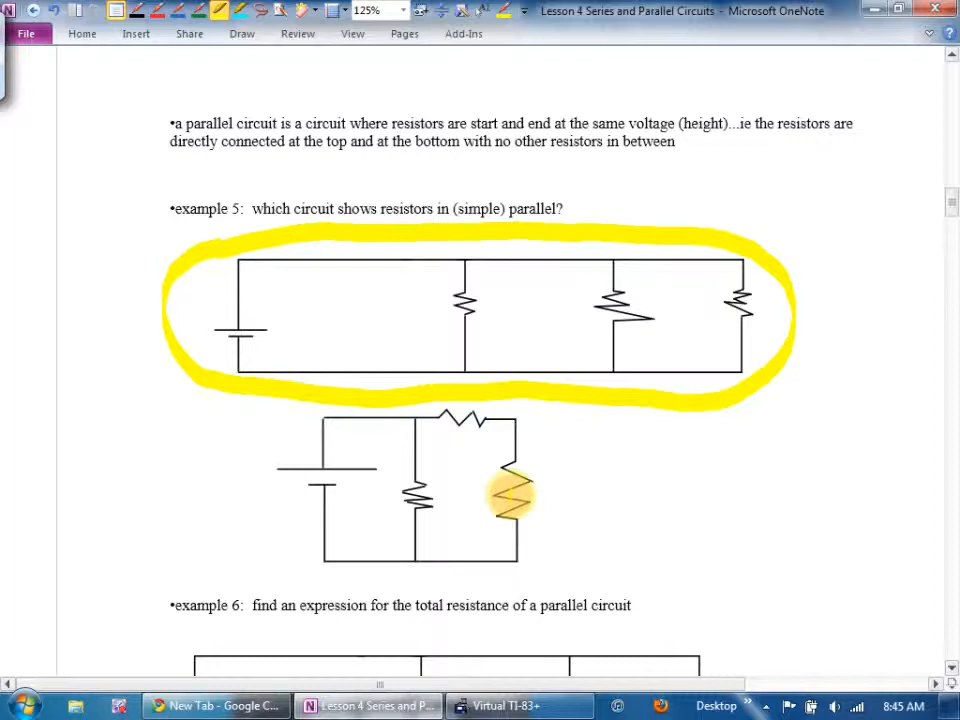 125%
Lesson 4 Series and Parallel Circuits - Microsoft OneNote
File Home Insert Share Draw Review View Pages Add-Ins
•a parallel circuit is a circuit where resistors are start and end at the same voltage (height)...ie the resistors are
directly connected at the top and at the bottom with no other resistors in between
•example 5: which circuit shows resistors in (simple) parallel?
•example 6: find an expression for the total resistance of a parallel circuit
New Tab - Google C... Lesson 4 Series and P... Virtual TI-83+ Desktop 8:45 AM